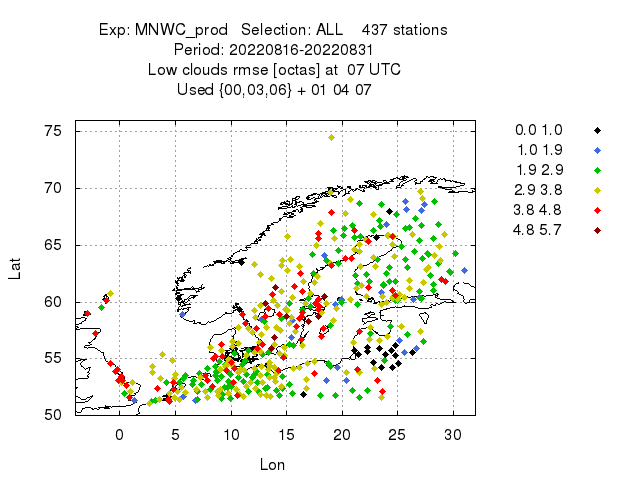 Exp: MNWC_prod   Selection: ALL    437 stations
Period: 20220816-20220831
Low clouds rmse [octas] at  07 UTC
Used {00,03,06} + 01 04 07
0.0 1.0
1.0 1.9
1.9 2.9
2.9 3.8
3.8 4.8
4.8 5.7
75
70
65
60
55
50
Lat
0 5 10 15 20 25 30
Lon